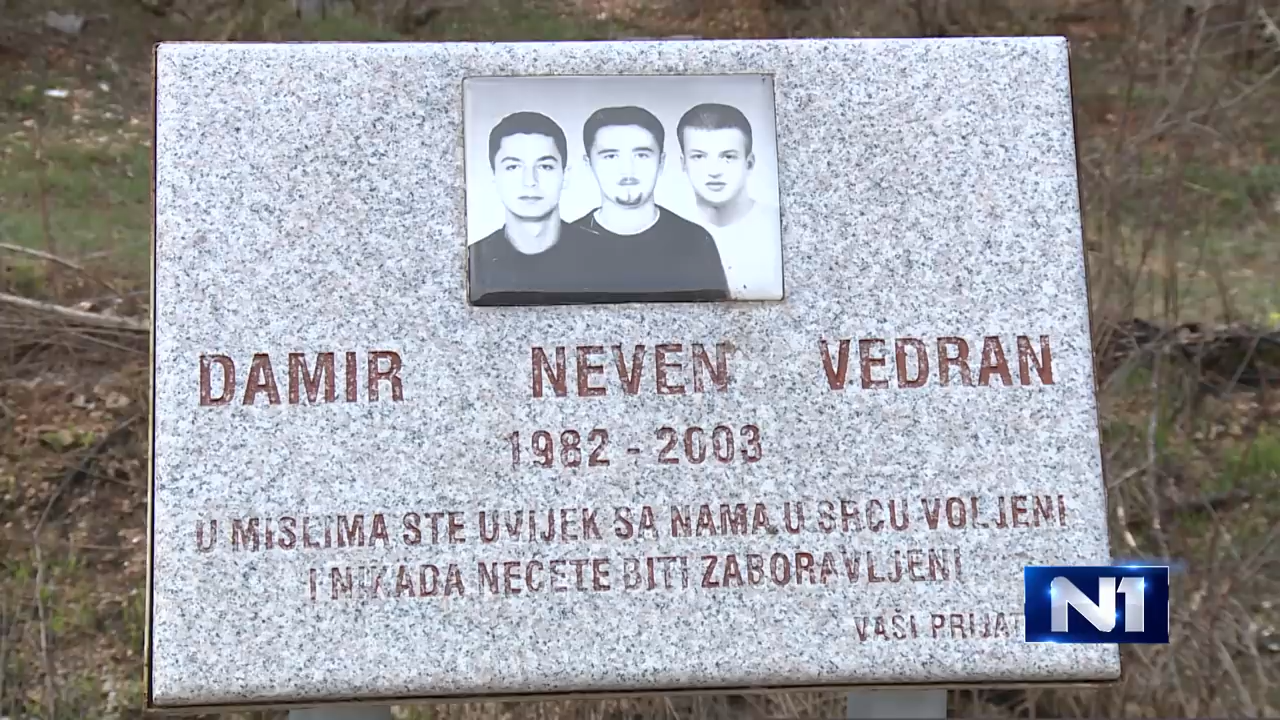 DAMIR NEVEN VEDRAN
1982 - 2003
U MISLIMA STE UVIJEK SA NAMA. U SRCU VOLJENI
I NIKADA NEĆETE BITI ZABORAVLJENI
VAŠI
N1